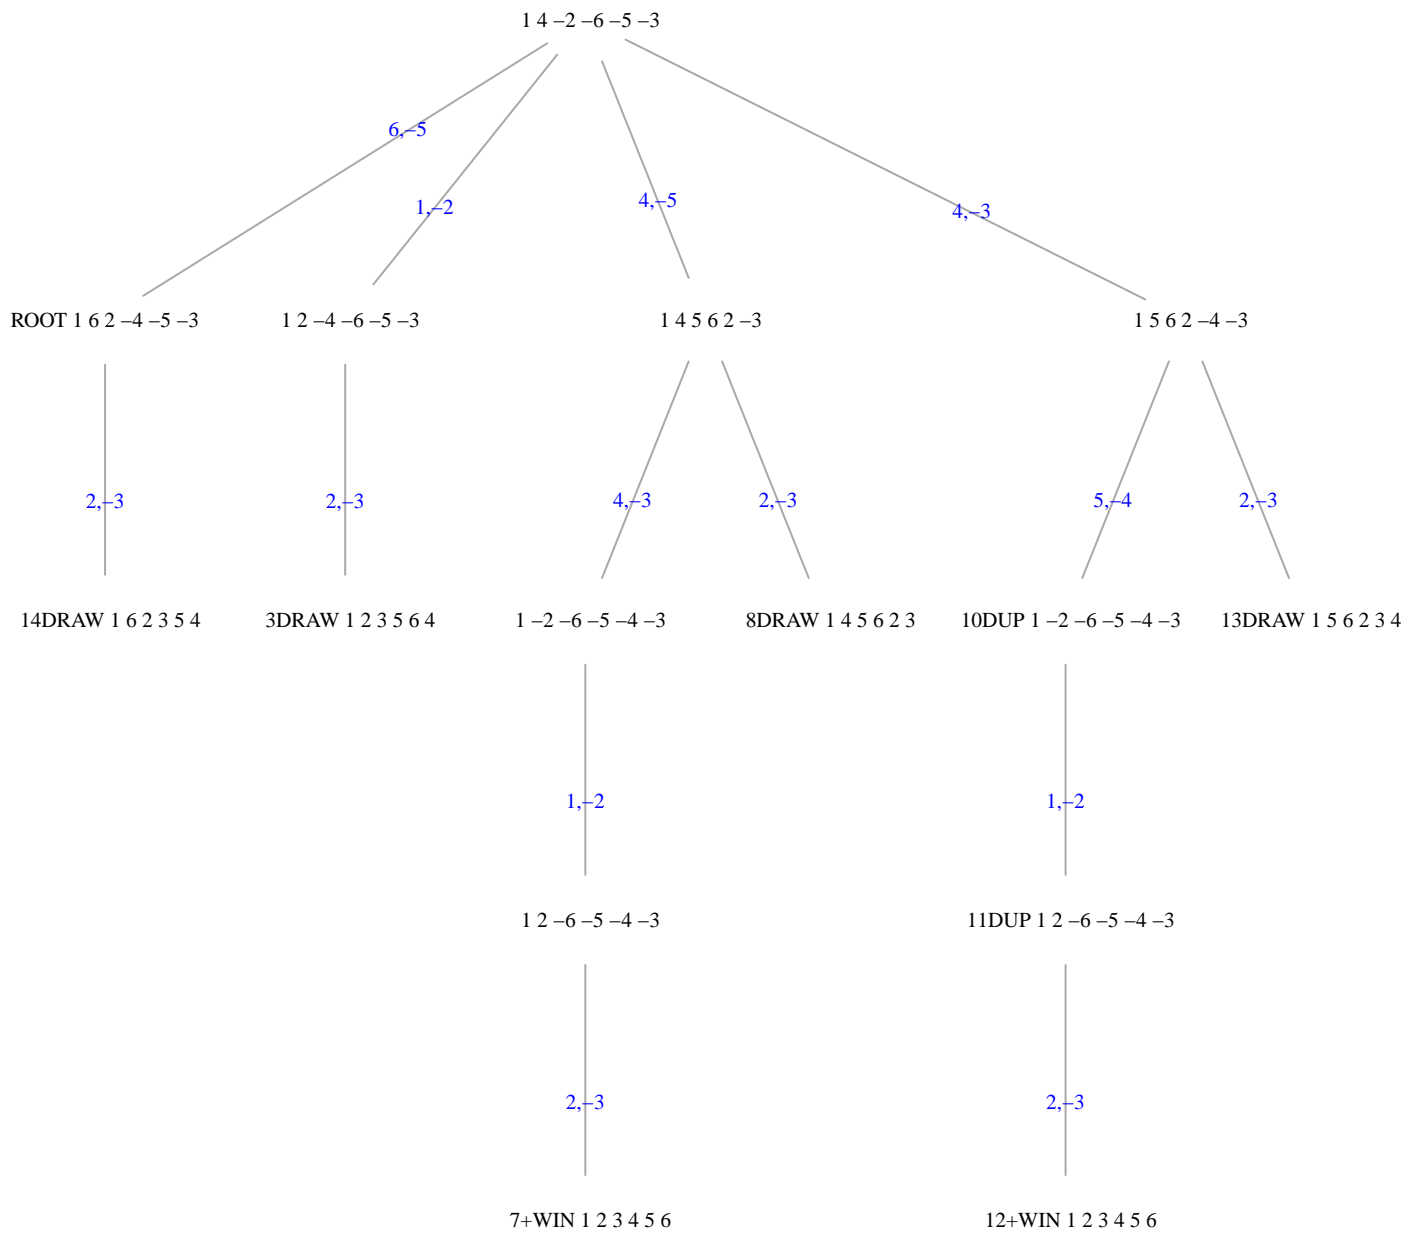 1 4 –2 –6 –5 –3
6,–5
1,–2
4,–5
4,–3
ROOT 1 6 2 –4 –5 –3
1 2 –4 –6 –5 –3
1 4 5 6 2 –3
1 5 6 2 –4 –3
2,–3
2,–3
4,–3
2,–3
5,–4
2,–3
14DRAW 1 6 2 3 5 4
3DRAW 1 2 3 5 6 4
1 –2 –6 –5 –4 –3
8DRAW 1 4 5 6 2 3
10DUP 1 –2 –6 –5 –4 –3
13DRAW 1 5 6 2 3 4
1,–2
1,–2
1 2 –6 –5 –4 –3
11DUP 1 2 –6 –5 –4 –3
2,–3
2,–3
7+WIN 1 2 3 4 5 6
12+WIN 1 2 3 4 5 6